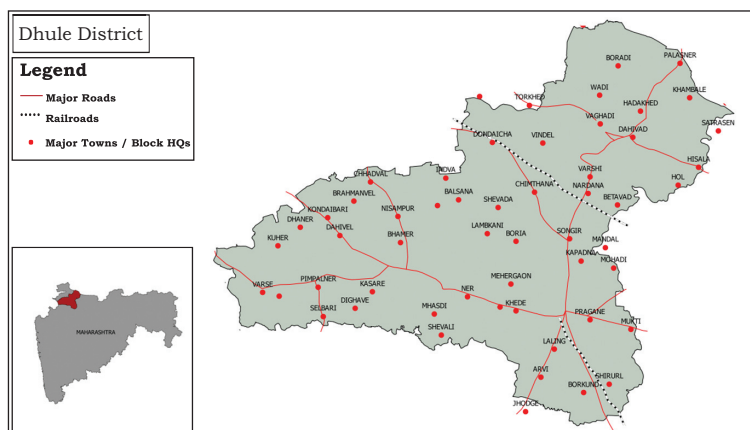 Dhule District
Legend
Major Roads
Railroads
Major Towns / Block HQs
MAHARASHTRA
PALASNER
BORADI
WADI
KHAMBALE
TORKHED
HADAKHED
VAGHADI
SATRASEN
DAHIVAD
DONDAICHA
VINDEL
HISALA
VARSHI
HOL
CHHADVAL
CHIMTHANA
NARDANA
BRAHMANVEL
BALSANA
SHEVADA
BETAVAD
KONDAIBARI
NISAMPUR
DHANER
DAHIVEL
LAMBKANI
BORIA
SONGIR
KUHER
BHAMER
MANDAL
KAPADNA
MOHADI
MEHERGAON
VARSE
PIMPALNER
KASARE
NER
DIGHAVE
KHEDE
SELBARI
MHASDI
PRAGANE
SHEVALI
MUKTI
LALING
ARVI
SHIRURL
BORKUND
JHODGE